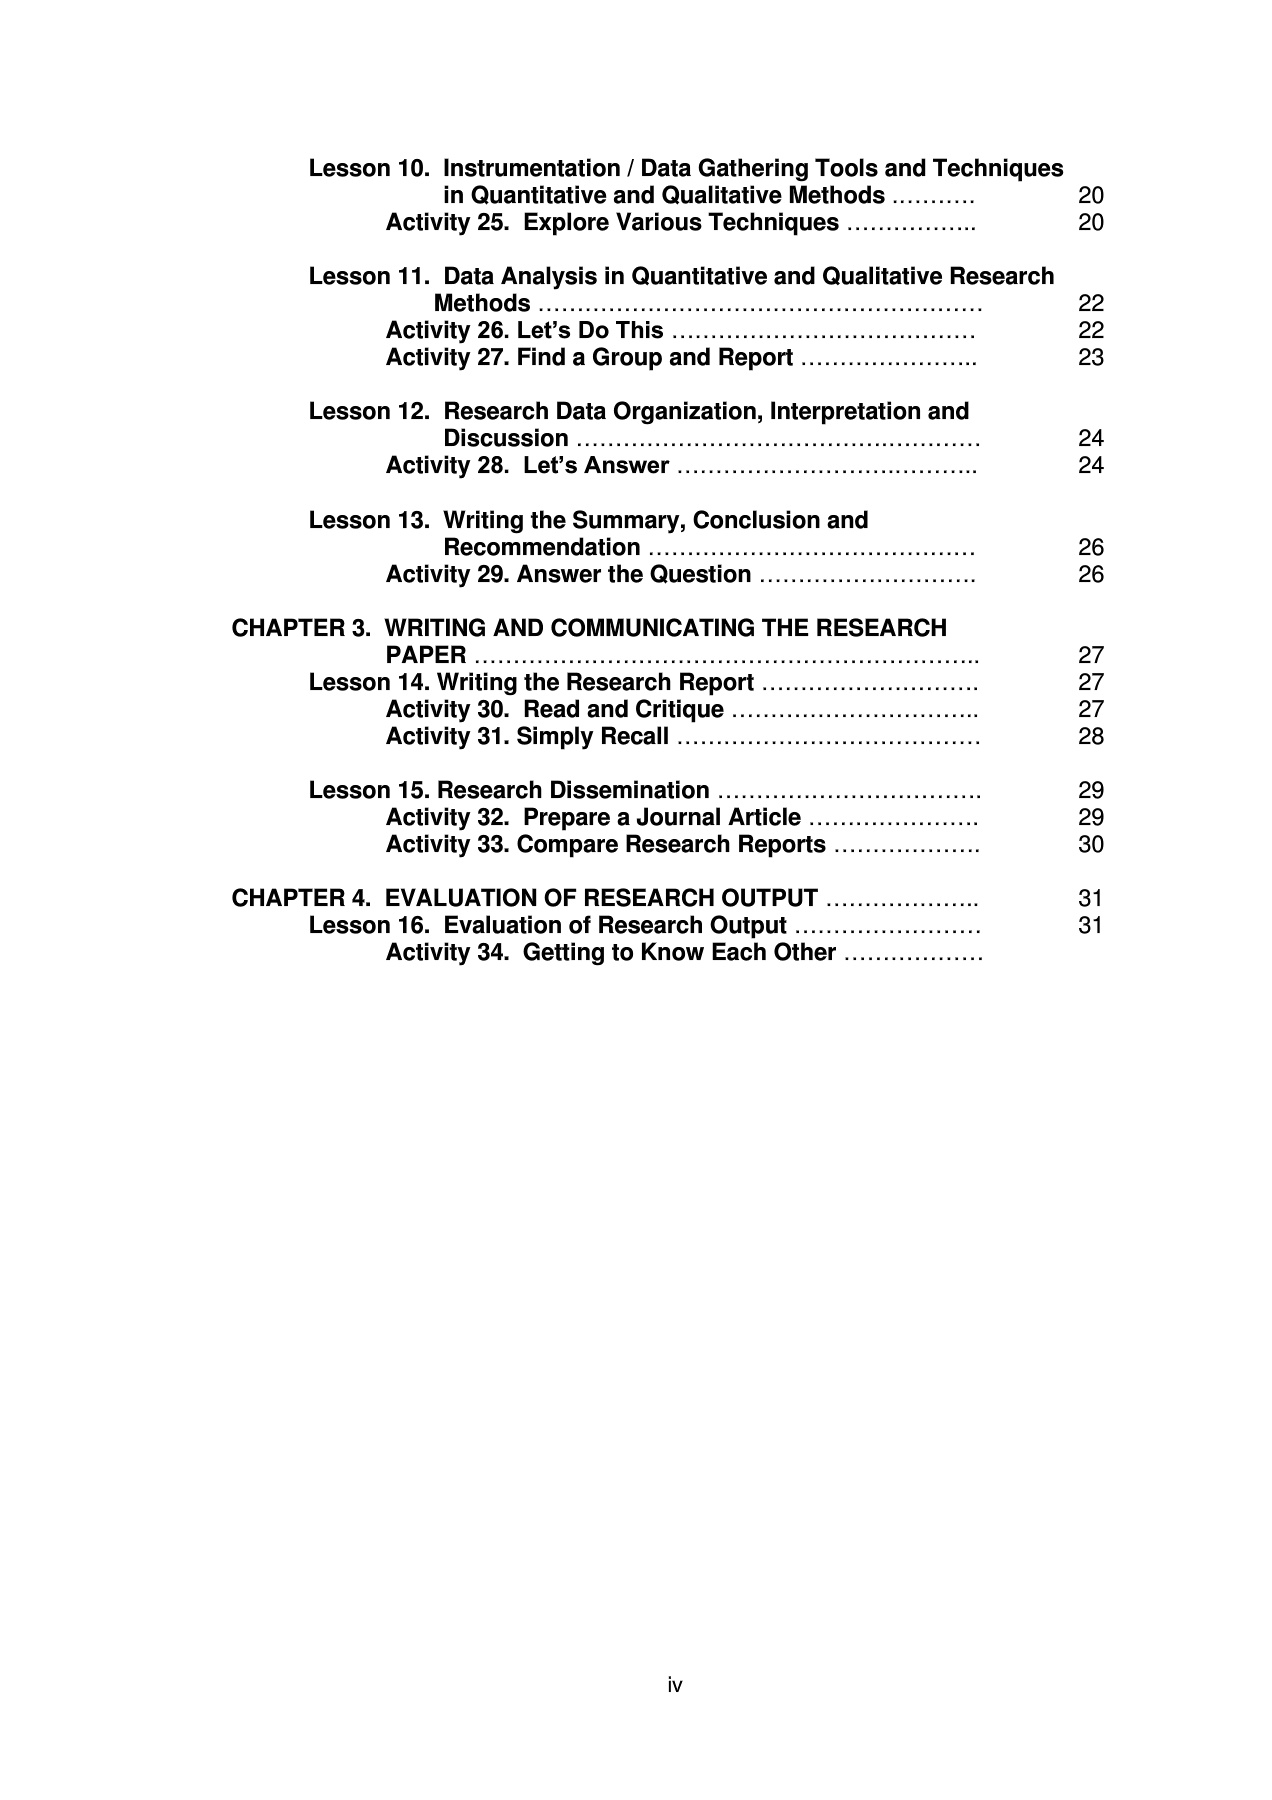 Lesson 10.  Instrumentation / Data Gathering Tools and Techniques
in Quantitative and Qualitative Methods ……….. 20
Activity 25.  Explore Various Techniques …………….. 20
Lesson 11.  Data Analysis in Quantitative and Qualitative Research
Methods ………………………………………………… 22
Activity 26. Let’s Do This ………………………………… 22
Activity 27. Find a Group and Report ………………….. 23
Lesson 12.  Research Data Organization, Interpretation and
Discussion …………………………………………… 24
Activity 28.  Let’s Answer ……………………….……….. 24
Lesson 13.  Writing the Summary, Conclusion and
Recommendation …………………………………… 26
Activity 29. Answer the Question ………………………. 26
CHAPTER 3.  WRITING AND COMMUNICATING THE RESEARCH
PAPER ……………………………………………………….. 27
Lesson 14. Writing the Research Report ………………………. 27
Activity 30.  Read and Critique ………………………….. 27
Activity 31. Simply Recall ………………………………… 28
Lesson 15. Research Dissemination ……………………………. 29
Activity 32.  Prepare a Journal Article …………………. 29
Activity 33. Compare Research Reports ………………. 30
CHAPTER 4.  EVALUATION OF RESEARCH OUTPUT ……………….. 31
Lesson 16.  Evaluation of Research Output …………………… 31
Activity 34.  Getting to Know Each Other ………………
iv